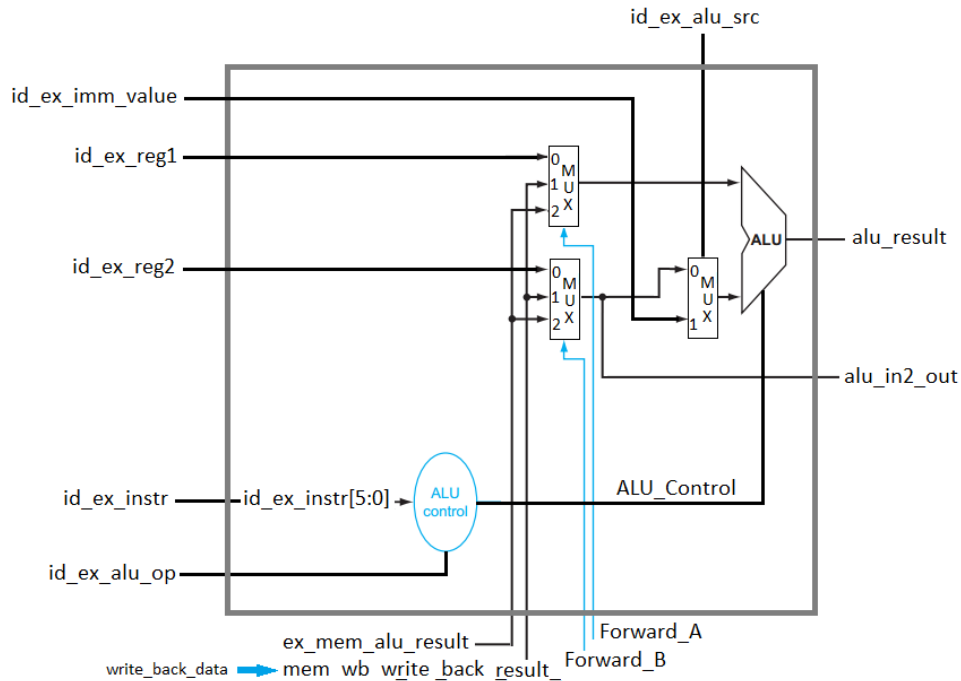 id_ex_alu_src
id_ex_imm_value
id_ex_reg1
0
1
2
M
U
X
ALU
alu_result
id_ex_reg2
0
1
2
M
U
X
0
1
M
U
X
alu_in2_out
id_ex_instr
id_ex_instr[5:0]
ALU
control
ALU_Control
id_ex_alu_op
Forward_A
ex_mem_alu_result
Forward_B
write_back_data
mem_wb_write_back_result_